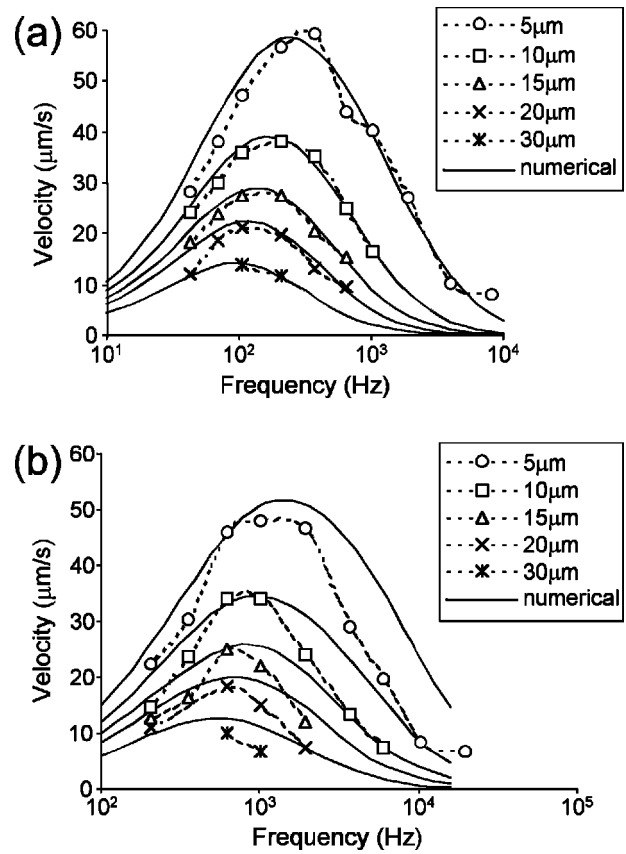 (a)
60
50
40
30
20
10
0
Velocity (μm/s)
10¹ 10² 10³ 10⁴
Frequency (Hz)
5μm
10μm
15μm
20μm
30μm
numerical
(b)
60
50
40
30
20
10
0
Velocity (μm/s)
10² 10³ 10⁴ 10⁵
Frequency (Hz)
5μm
10μm
15μm
20μm
30μm
numerical